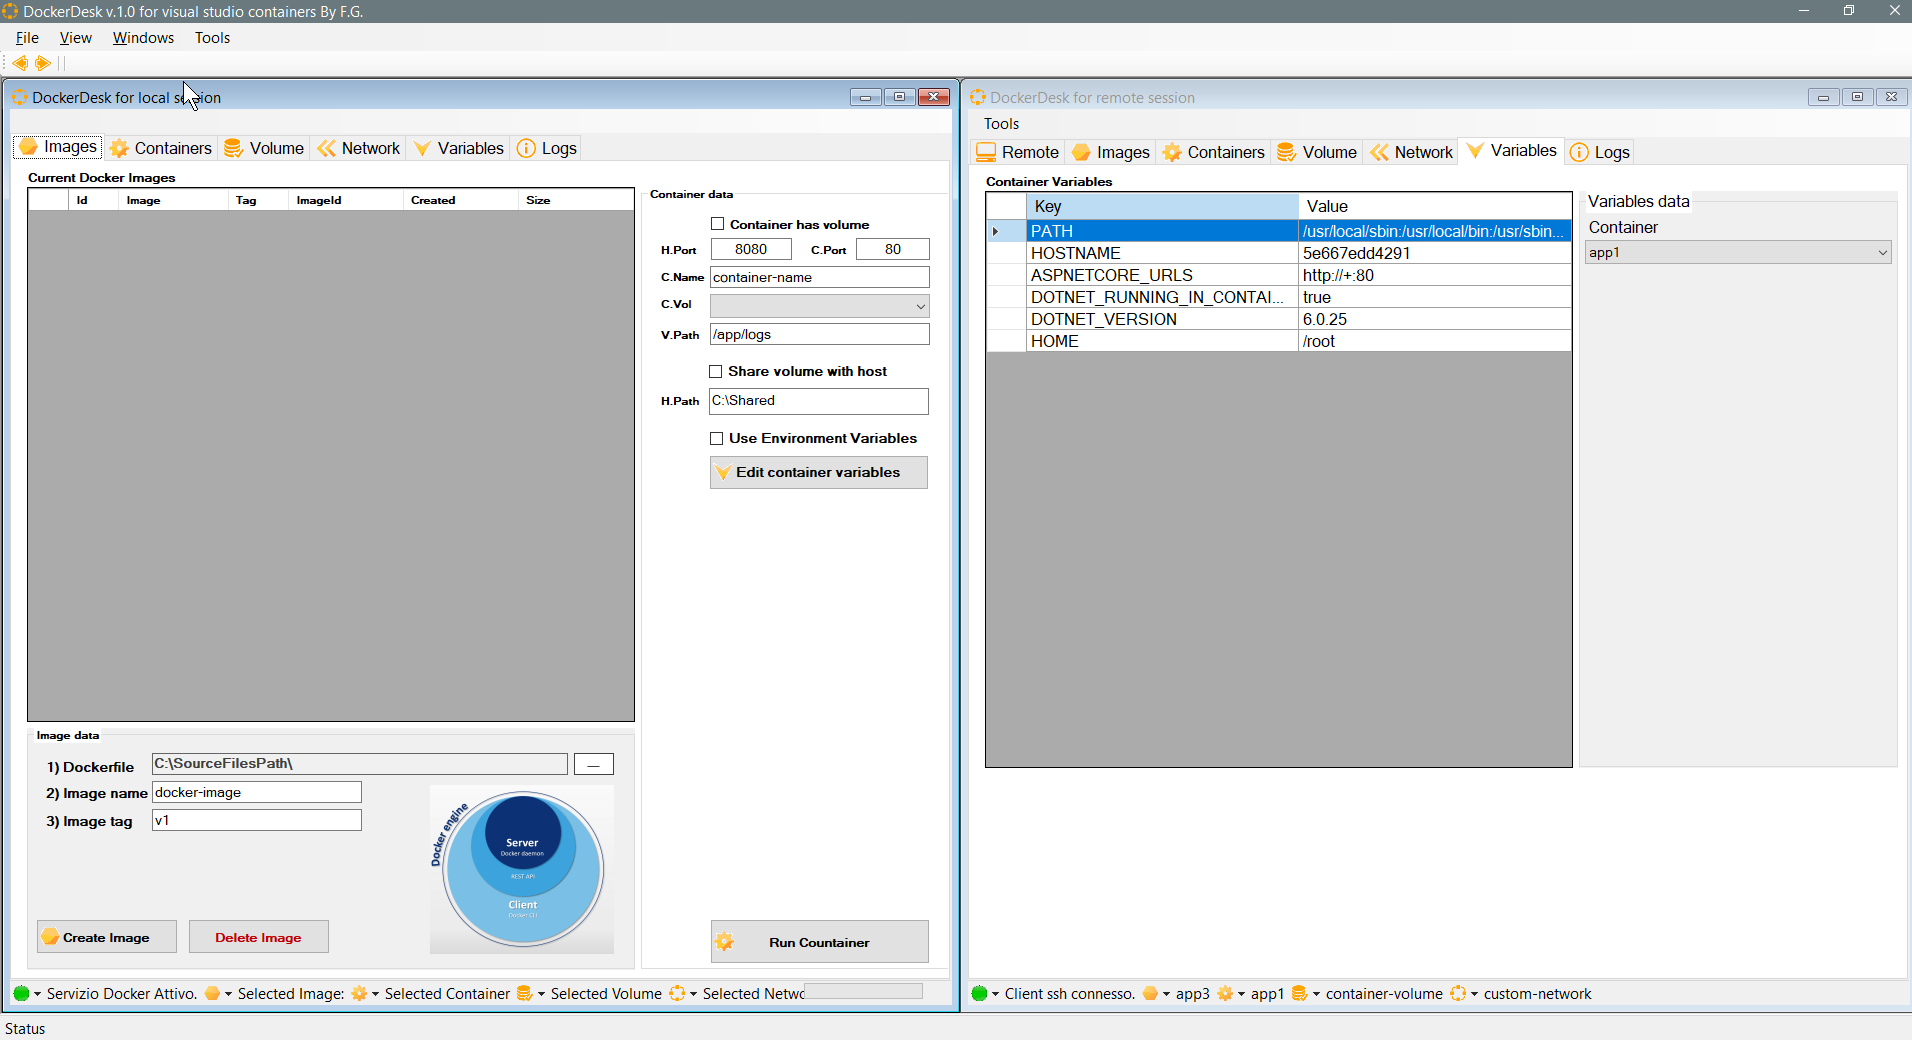 DockerDesk v.1.0 for visual studio containers By F.G.
File View Windows Tools
DockerDesk for local session
Images Containers Volume Network Variables Logs
Current Docker Images
Id Image Tag ImageId Created Size
Container data
Container has volume
H.Port 8080 C.Port 80
C.Name container-name
C.Vol
V.Path /app/logs
Share volume with host
H.Path C:\Shared
Use Environment Variables
Edit container variables
Image data
1) Dockerfile C:\SourceFilesPath\ ...
2) Image name docker-image
3) Image tag v1
Docker engine
Server
Docker daemon
REST API
Client
Docker CLI
Create Image Delete Image
Run Countainer
Servizio Docker Attivo. Selected Image: Selected Container Selected Volume Selected Netwo
DockerDesk for remote session
Tools
Remote Images Containers Volume Network Variables Logs
Container Variables
Key Value
PATH /usr/local/sbin:/usr/local/bin:/usr/sbin...
HOSTNAME 5e667edd4291
ASPNETCORE_URLS http://+:80
DOTNET_RUNNING_IN_CONTAI... true
DOTNET_VERSION 6.0.25
HOME /root
Variables data
Container
app1
Client ssh connesso. app3 app1 container-volume custom-network
Status